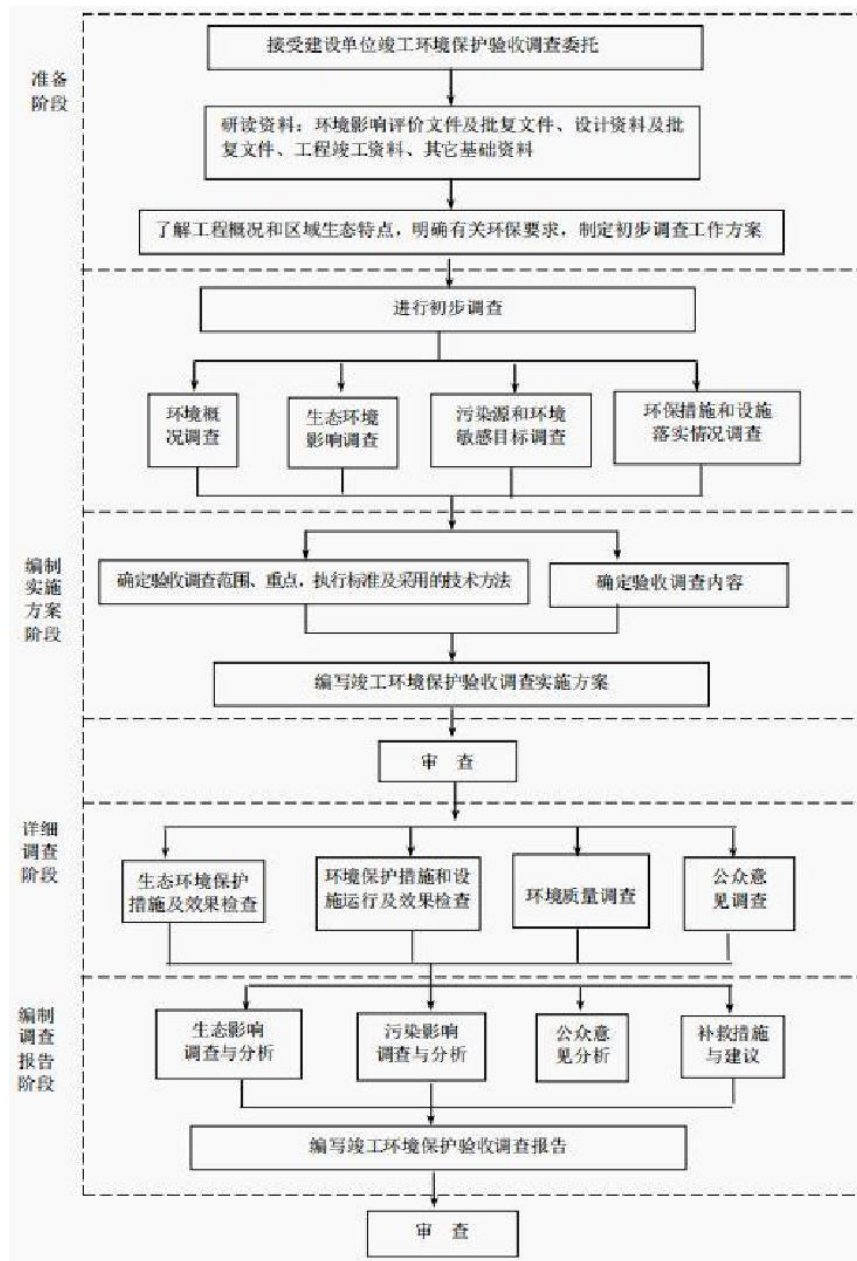 接受建设单位竣工环境保护验收调查委托
准备
阶段
研读资料：环境影响评价文件及批复文件、设计资料及批
复文件、工程竣工资料、其它基础资料
了解工程概况和区域生态特点，明确有关环保要求，制定初步调查工作方案
进行初步调查
环境概
况调查
生态环境
影响调查
污染源和环境
敏感目标调查
环保措施和设施
落实情况调查
编制
实施
方案
阶段
确定验收调查范围、重点，执行标准及采用的技术方法
确定验收调查内容
编写竣工环境保护验收调查实施方案
审 查
详细
调查
阶段
生态环境保护
措施及效果检查
环境保护措施和设
施运行及效果检查
环境质量调查
公众意
见调查
编制
调查
报告
阶段
生态影响
调查与分析
污染影响
调查与分析
公众意
见分析
补救措施
与建议
编写竣工环境保护验收调查报告
审 查